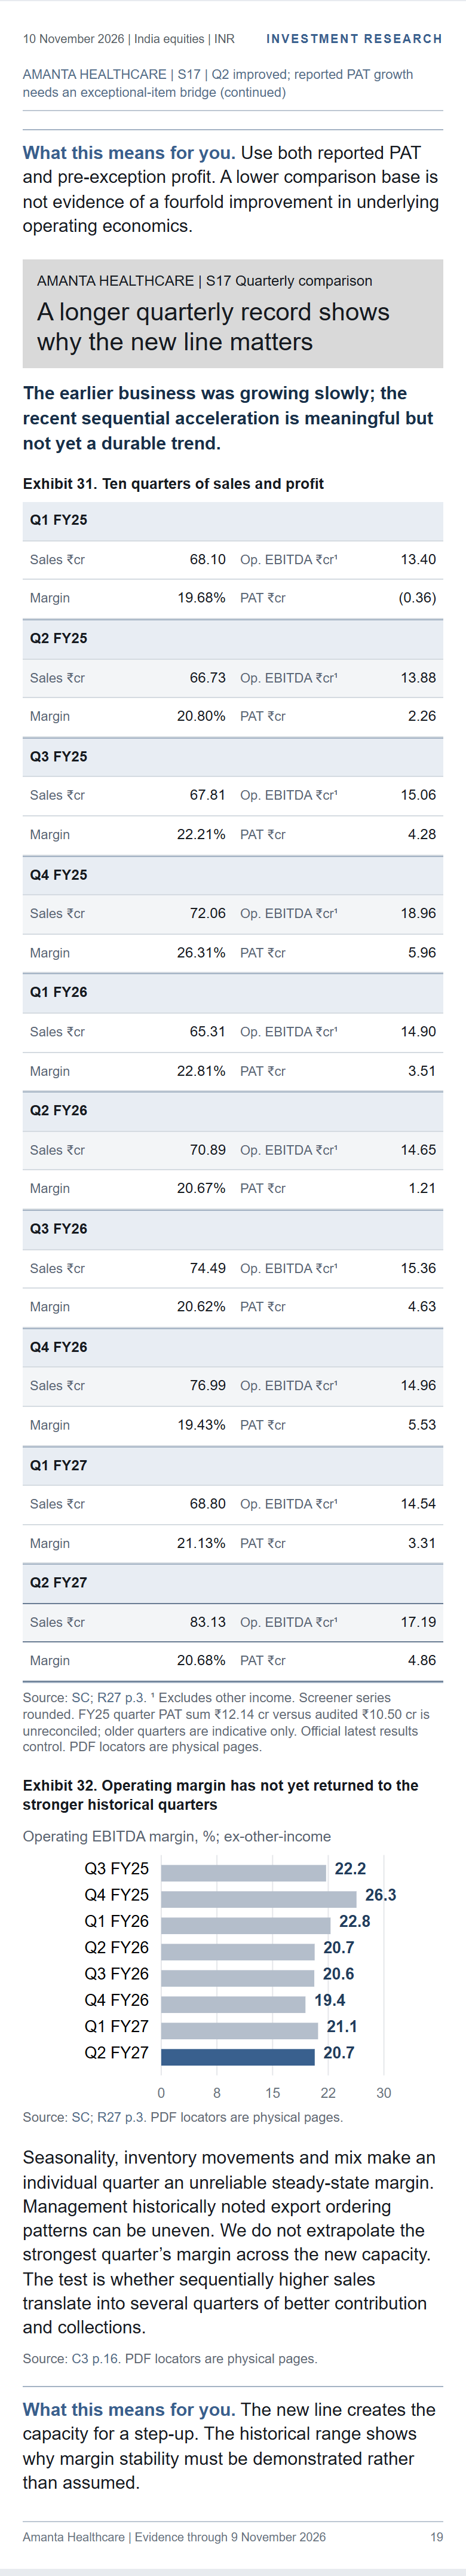 10 November 2026 | India equities | INR INVESTMENT RESEARCH
AMANTA HEALTHCARE | S17 | Q2 improved; reported PAT growth
needs an exceptional-item bridge (continued)
What this means for you. Use both reported PAT
and pre-exception profit. A lower comparison base is
not evidence of a fourfold improvement in underlying
operating economics.
AMANTA HEALTHCARE | S17 Quarterly comparison
A longer quarterly record shows
why the new line matters
The earlier business was growing slowly; the
recent sequential acceleration is meaningful but
not yet a durable trend.
Exhibit 31. Ten quarters of sales and profit
Q1 FY25
Sales ₹cr 68.10 Op. EBITDA ₹cr¹ 13.40
Margin 19.68% PAT ₹cr (0.36)
Q2 FY25
Sales ₹cr 66.73 Op. EBITDA ₹cr¹ 13.88
Margin 20.80% PAT ₹cr 2.26
Q3 FY25
Sales ₹cr 67.81 Op. EBITDA ₹cr¹ 15.06
Margin 22.21% PAT ₹cr 4.28
Q4 FY25
Sales ₹cr 72.06 Op. EBITDA ₹cr¹ 18.96
Margin 26.31% PAT ₹cr 5.96
Q1 FY26
Sales ₹cr 65.31 Op. EBITDA ₹cr¹ 14.90
Margin 22.81% PAT ₹cr 3.51
Q2 FY26
Sales ₹cr 70.89 Op. EBITDA ₹cr¹ 14.65
Margin 20.67% PAT ₹cr 1.21
Q3 FY26
Sales ₹cr 74.49 Op. EBITDA ₹cr¹ 15.36
Margin 20.62% PAT ₹cr 4.63
Q4 FY26
Sales ₹cr 76.99 Op. EBITDA ₹cr¹ 14.96
Margin 19.43% PAT ₹cr 5.53
Q1 FY27
Sales ₹cr 68.80 Op. EBITDA ₹cr¹ 14.54
Margin 21.13% PAT ₹cr 3.31
Q2 FY27
Sales ₹cr 83.13 Op. EBITDA ₹cr¹ 17.19
Margin 20.68% PAT ₹cr 4.86
Source: SC; R27 p.3. ¹ Excludes other income. Screener series
rounded. FY25 quarter PAT sum ₹12.14 cr versus audited ₹10.50 cr is
unreconciled; older quarters are indicative only. Official latest results
control. PDF locators are physical pages.
Exhibit 32. Operating margin has not yet returned to the
stronger historical quarters
Operating EBITDA margin, %; ex-other-income
Q3 FY25 22.2
Q4 FY25 26.3
Q1 FY26 22.8
Q2 FY26 20.7
Q3 FY26 20.6
Q4 FY26 19.4
Q1 FY27 21.1
Q2 FY27 20.7
0 8 15 22 30
Source: SC; R27 p.3. PDF locators are physical pages.
Seasonality, inventory movements and mix make an
individual quarter an unreliable steady-state margin.
Management historically noted export ordering
patterns can be uneven. We do not extrapolate the
strongest quarter’s margin across the new capacity.
The test is whether sequentially higher sales
translate into several quarters of better contribution
and collections.
Source: C3 p.16. PDF locators are physical pages.
What this means for you. The new line creates the
capacity for a step-up. The historical range shows
why margin stability must be demonstrated rather
than assumed.
Amanta Healthcare | Evidence through 9 November 2026 19